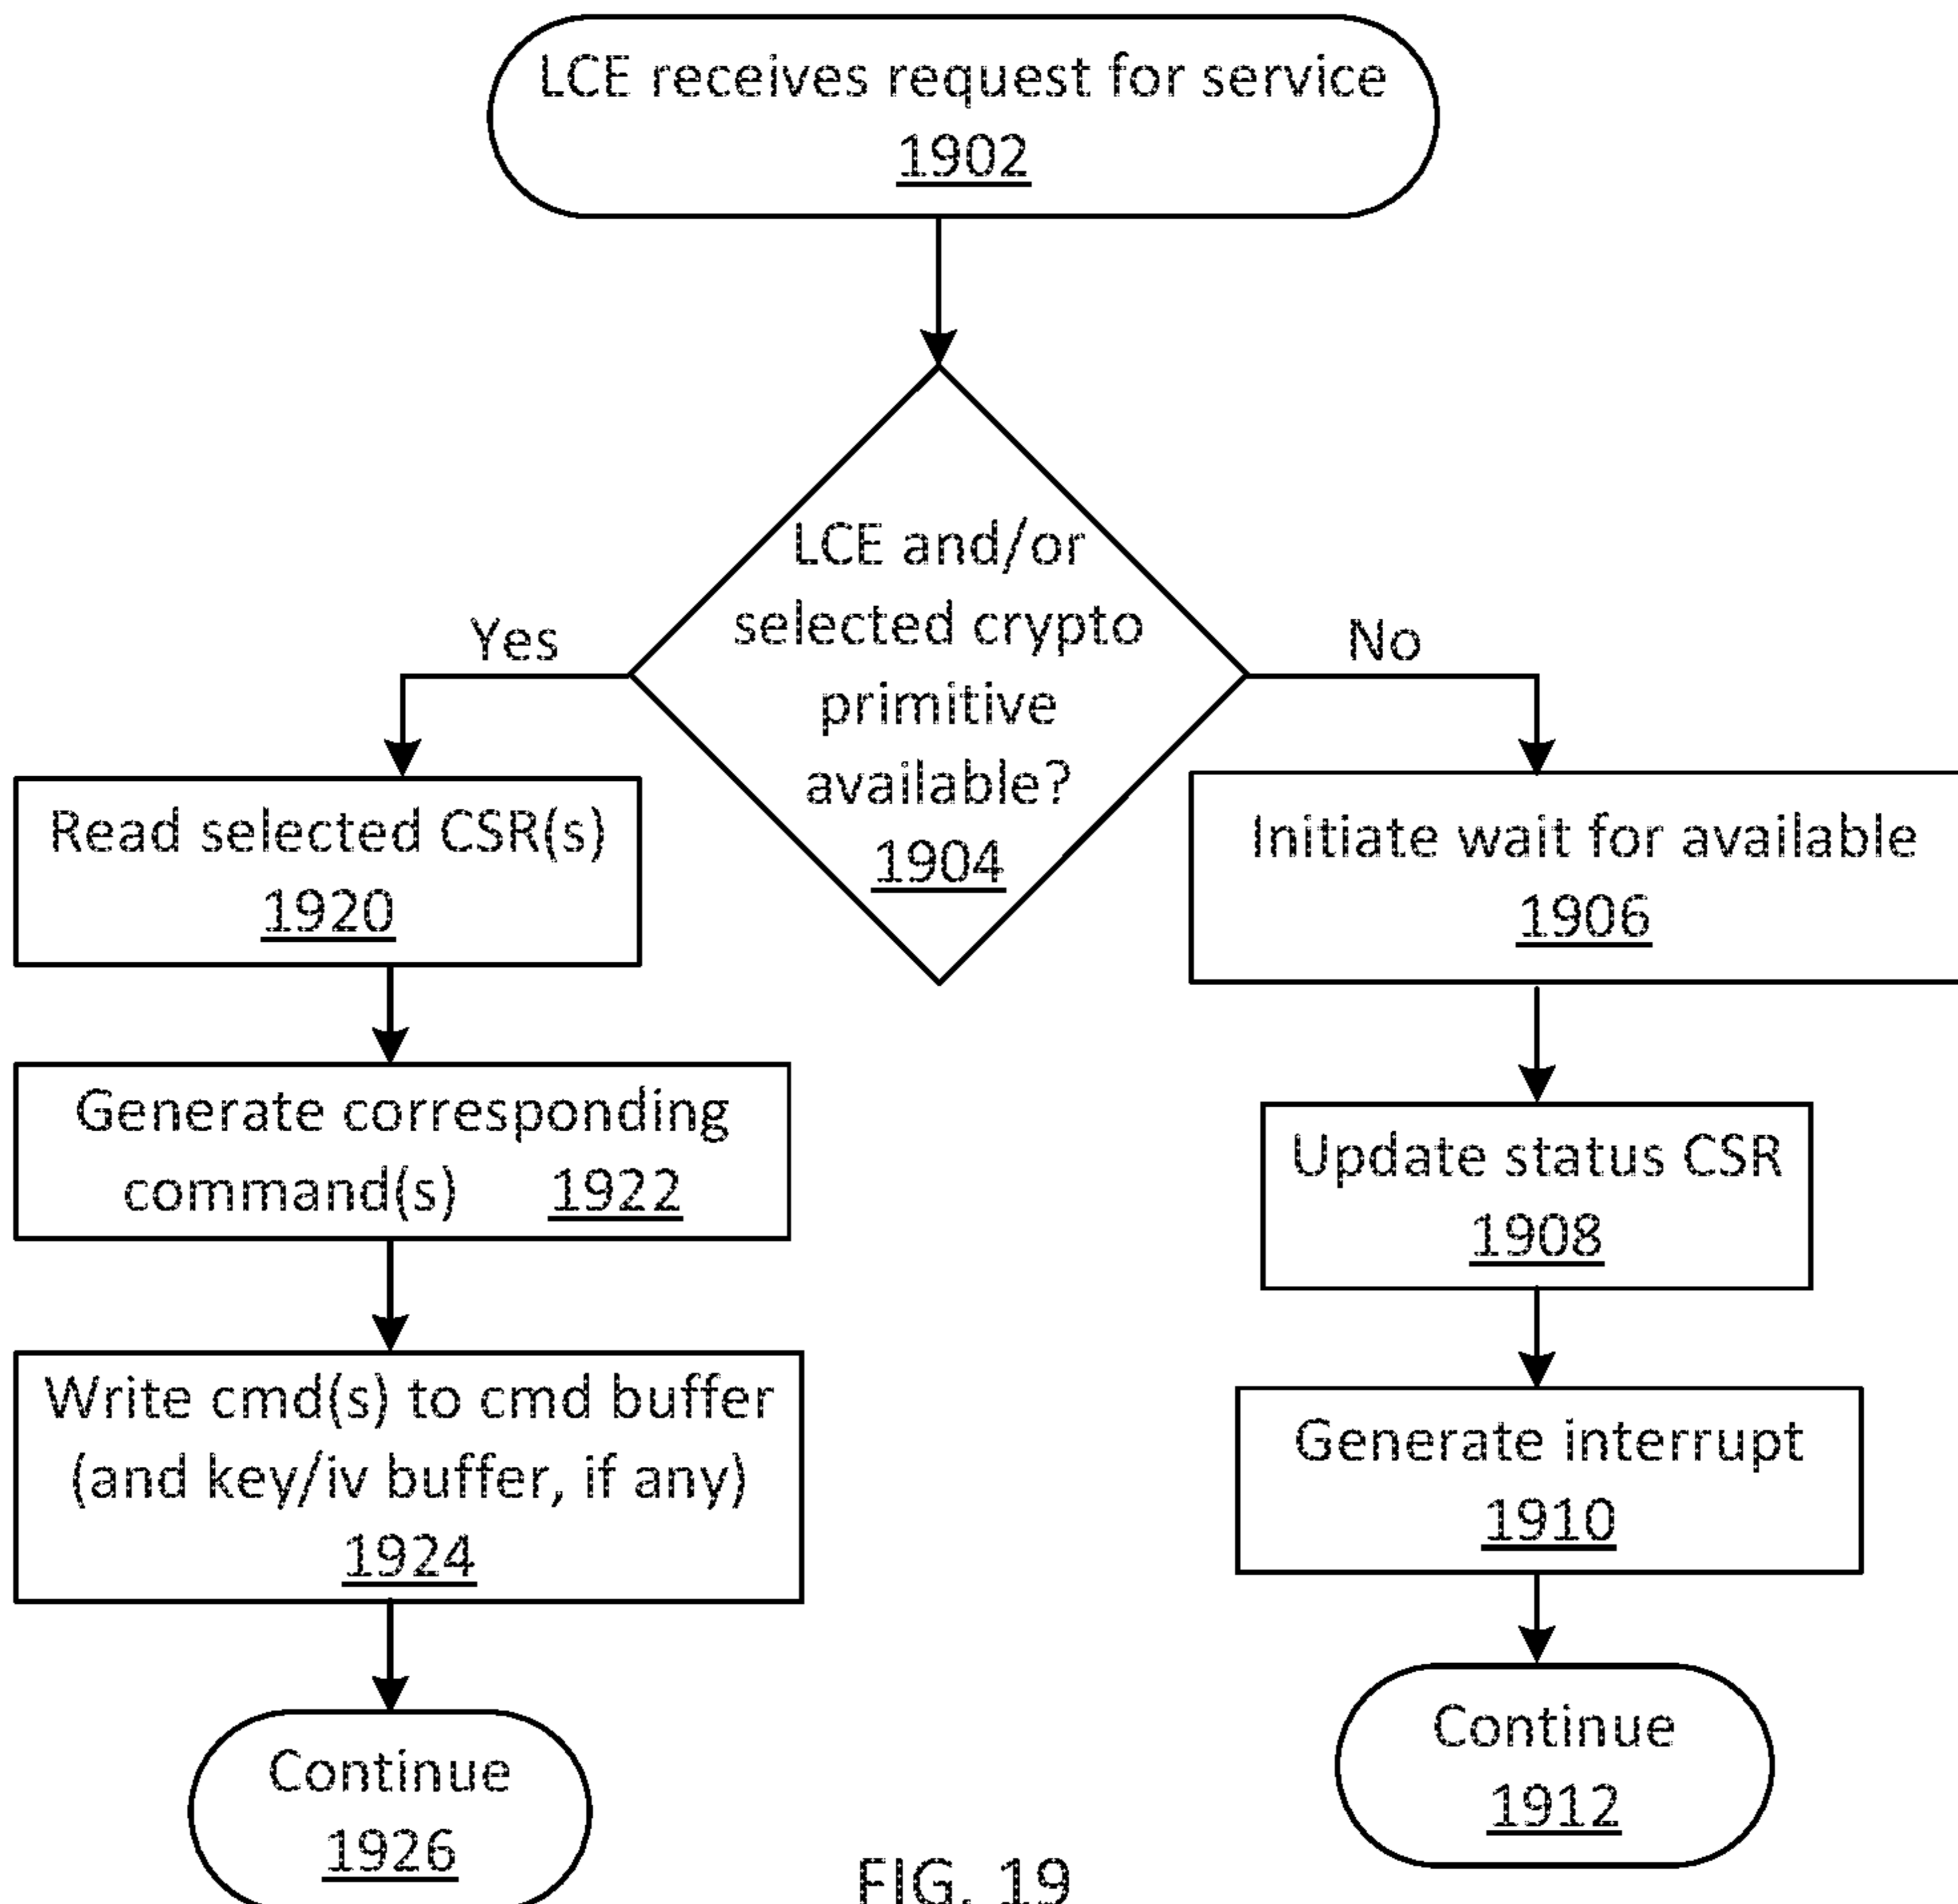 LCE receives request for service
1902
LCE and/or
selected crypto
primitive
available?
1904
Yes
No
Read selected CSR(s)
1920
Generate corresponding
command(s) 1922
Write cmd(s) to cmd buffer
(and key/iv buffer, if any)
1924
Continue
1926
Initiate wait for available
1906
Update status CSR
1908
Generate interrupt
1910
Continue
1912
FIG. 19